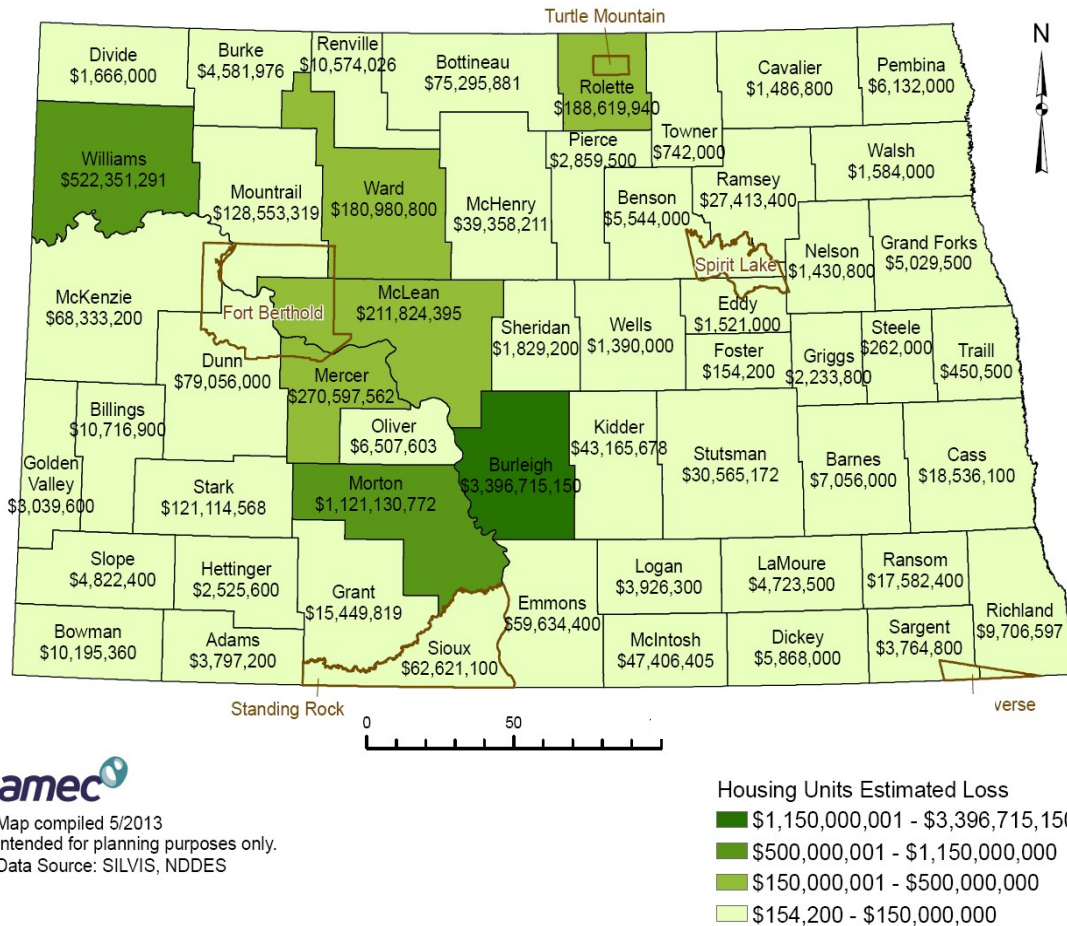 Turtle Mountain
N
Divide
$1,666,000
Burke
$4,581,976
Renville
$10,574,026
Bottineau
$75,295,881
Rolette
$188,619,940
Towner
$742,000
Cavalier
$1,486,800
Pembina
$6,132,000
Williams
$522,351,291
Mountrail
$128,553,319
Ward
$180,980,800
McHenry
$39,358,211
Pierce
$2,859,500
Benson
$5,544,000
Ramsey
$27,413,400
Walsh
$1,584,000
Spirit Lake
Nelson
$1,430,800
Grand Forks
$5,029,500
McKenzie
$68,333,200
Fort Berthold
McLean
$211,824,395
Sheridan
$1,829,200
Wells
$1,390,000
Eddy
$1,521,000
Foster
$154,200
Griggs
$2,233,800
Steele
$262,000
Traill
$450,500
Dunn
$79,056,000
Mercer
$270,597,562
Oliver
$6,507,603
Billings
$10,716,900
Golden
Valley
$3,039,600
Stark
$121,114,568
Morton
$1,121,130,772
Burleigh
$3,396,715,150
Kidder
$43,165,678
Stutsman
$30,565,172
Barnes
$7,056,000
Cass
$18,536,100
Slope
$4,822,400
Hettinger
$2,525,600
Grant
$15,449,819
Emmons
$59,634,400
Logan
$3,926,300
LaMoure
$4,723,500
Ransom
$17,582,400
Richland
$9,706,597
Bowman
$10,195,360
Adams
$3,797,200
Sioux
$62,621,100
McIntosh
$47,406,405
Dickey
$5,868,000
Sargent
$3,764,800
Standing Rock
verse
0 50
amec
Map compiled 5/2013
ntended for planning purposes only.
Data Source: SILVIS, NDDES
Housing Units Estimated Loss
$1,150,000,001 - $3,396,715,150
$500,000,001 - $1,150,000,000
$150,000,001 - $500,000,000
$154,200 - $150,000,000